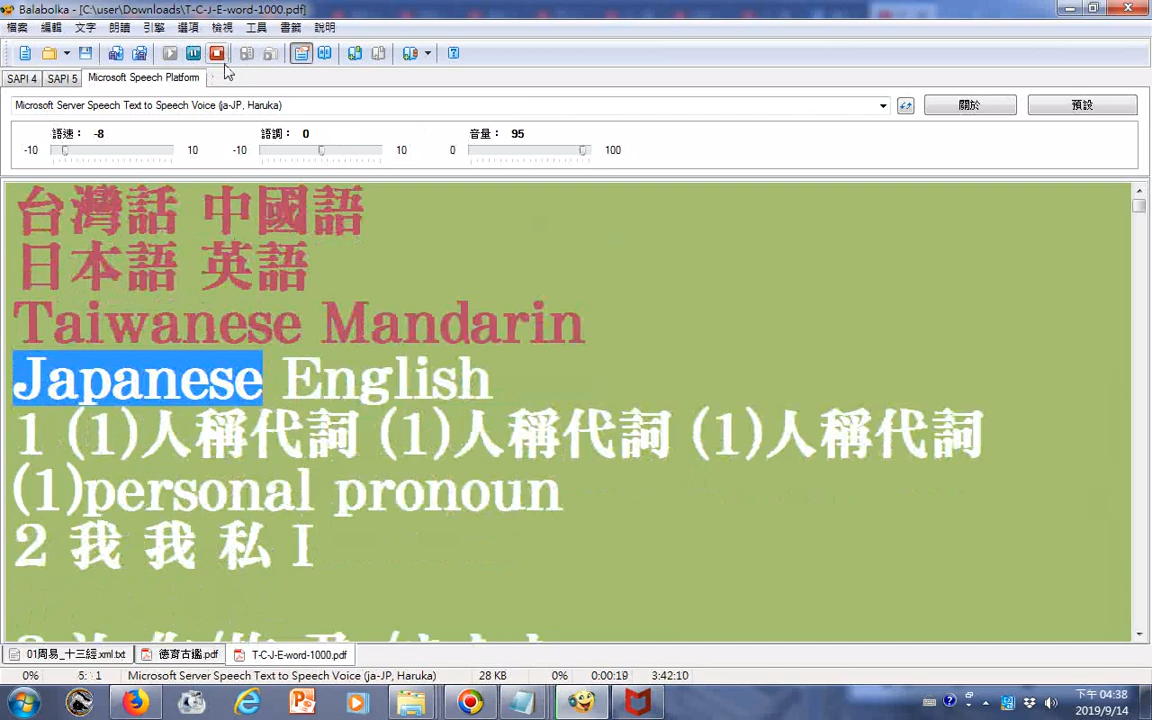 Balabolka - [C:\user\Downloads\T-C-J-E-word-1000.pdf]
檔案 編輯 文字 朗讀 引擎 選項 檢視 工具 書籤 說明
SAPI 4 SAPI 5 Microsoft Speech Platform
Microsoft Server Speech Text to Speech Voice (ja-JP, Haruka) 關於 預設
語速： -8 語調： 0 音量： 95
-10 10 -10 10 0 100
台灣話 中國語
日本語 英語
Taiwanese Mandarin
Japanese English
1 (1)人稱代詞 (1)人稱代詞 (1)人稱代詞
(1)personal pronoun
2 我 我 私 I
01周易_十三經.xml.txt 德育古鑑.pdf T-C-J-E-word-1000.pdf
0% 5: 1 Microsoft Server Speech Text to Speech Voice (ja-JP, Haruka) 28 KB 0% 0:00:19 3:42:10
下午 04:38
2019/9/14